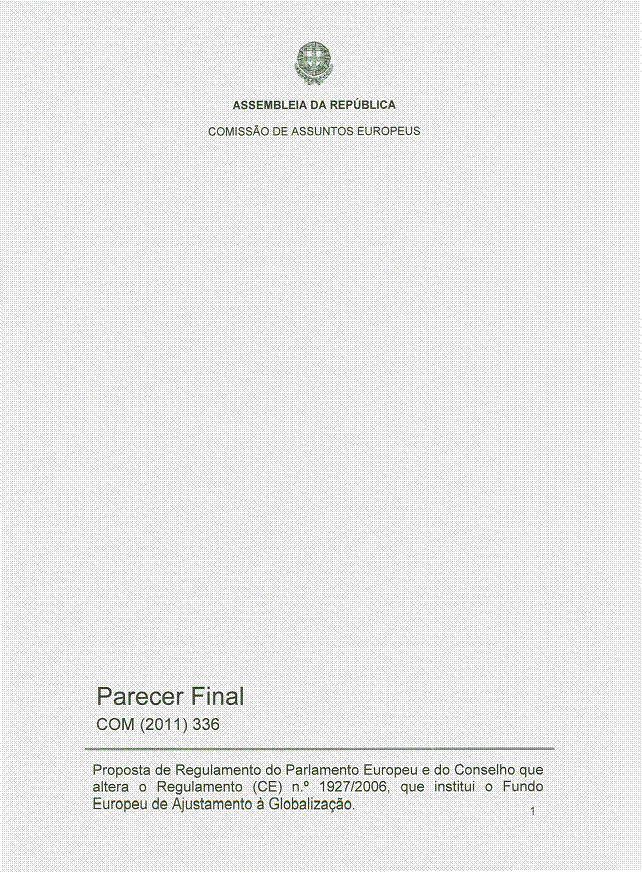 ASSEMBLEIA DA REPÚBLICA
COMISSÃO DE ASSUNTOS EUROPEUS
Parecer Final
COM (2011) 336
Proposta de Regulamento do Parlamento Europeu e do Conselho que
altera o Regulamento (CE) n.º 1927/2006, que institui o Fundo
Europeu de Ajustamento à Globalização.
1